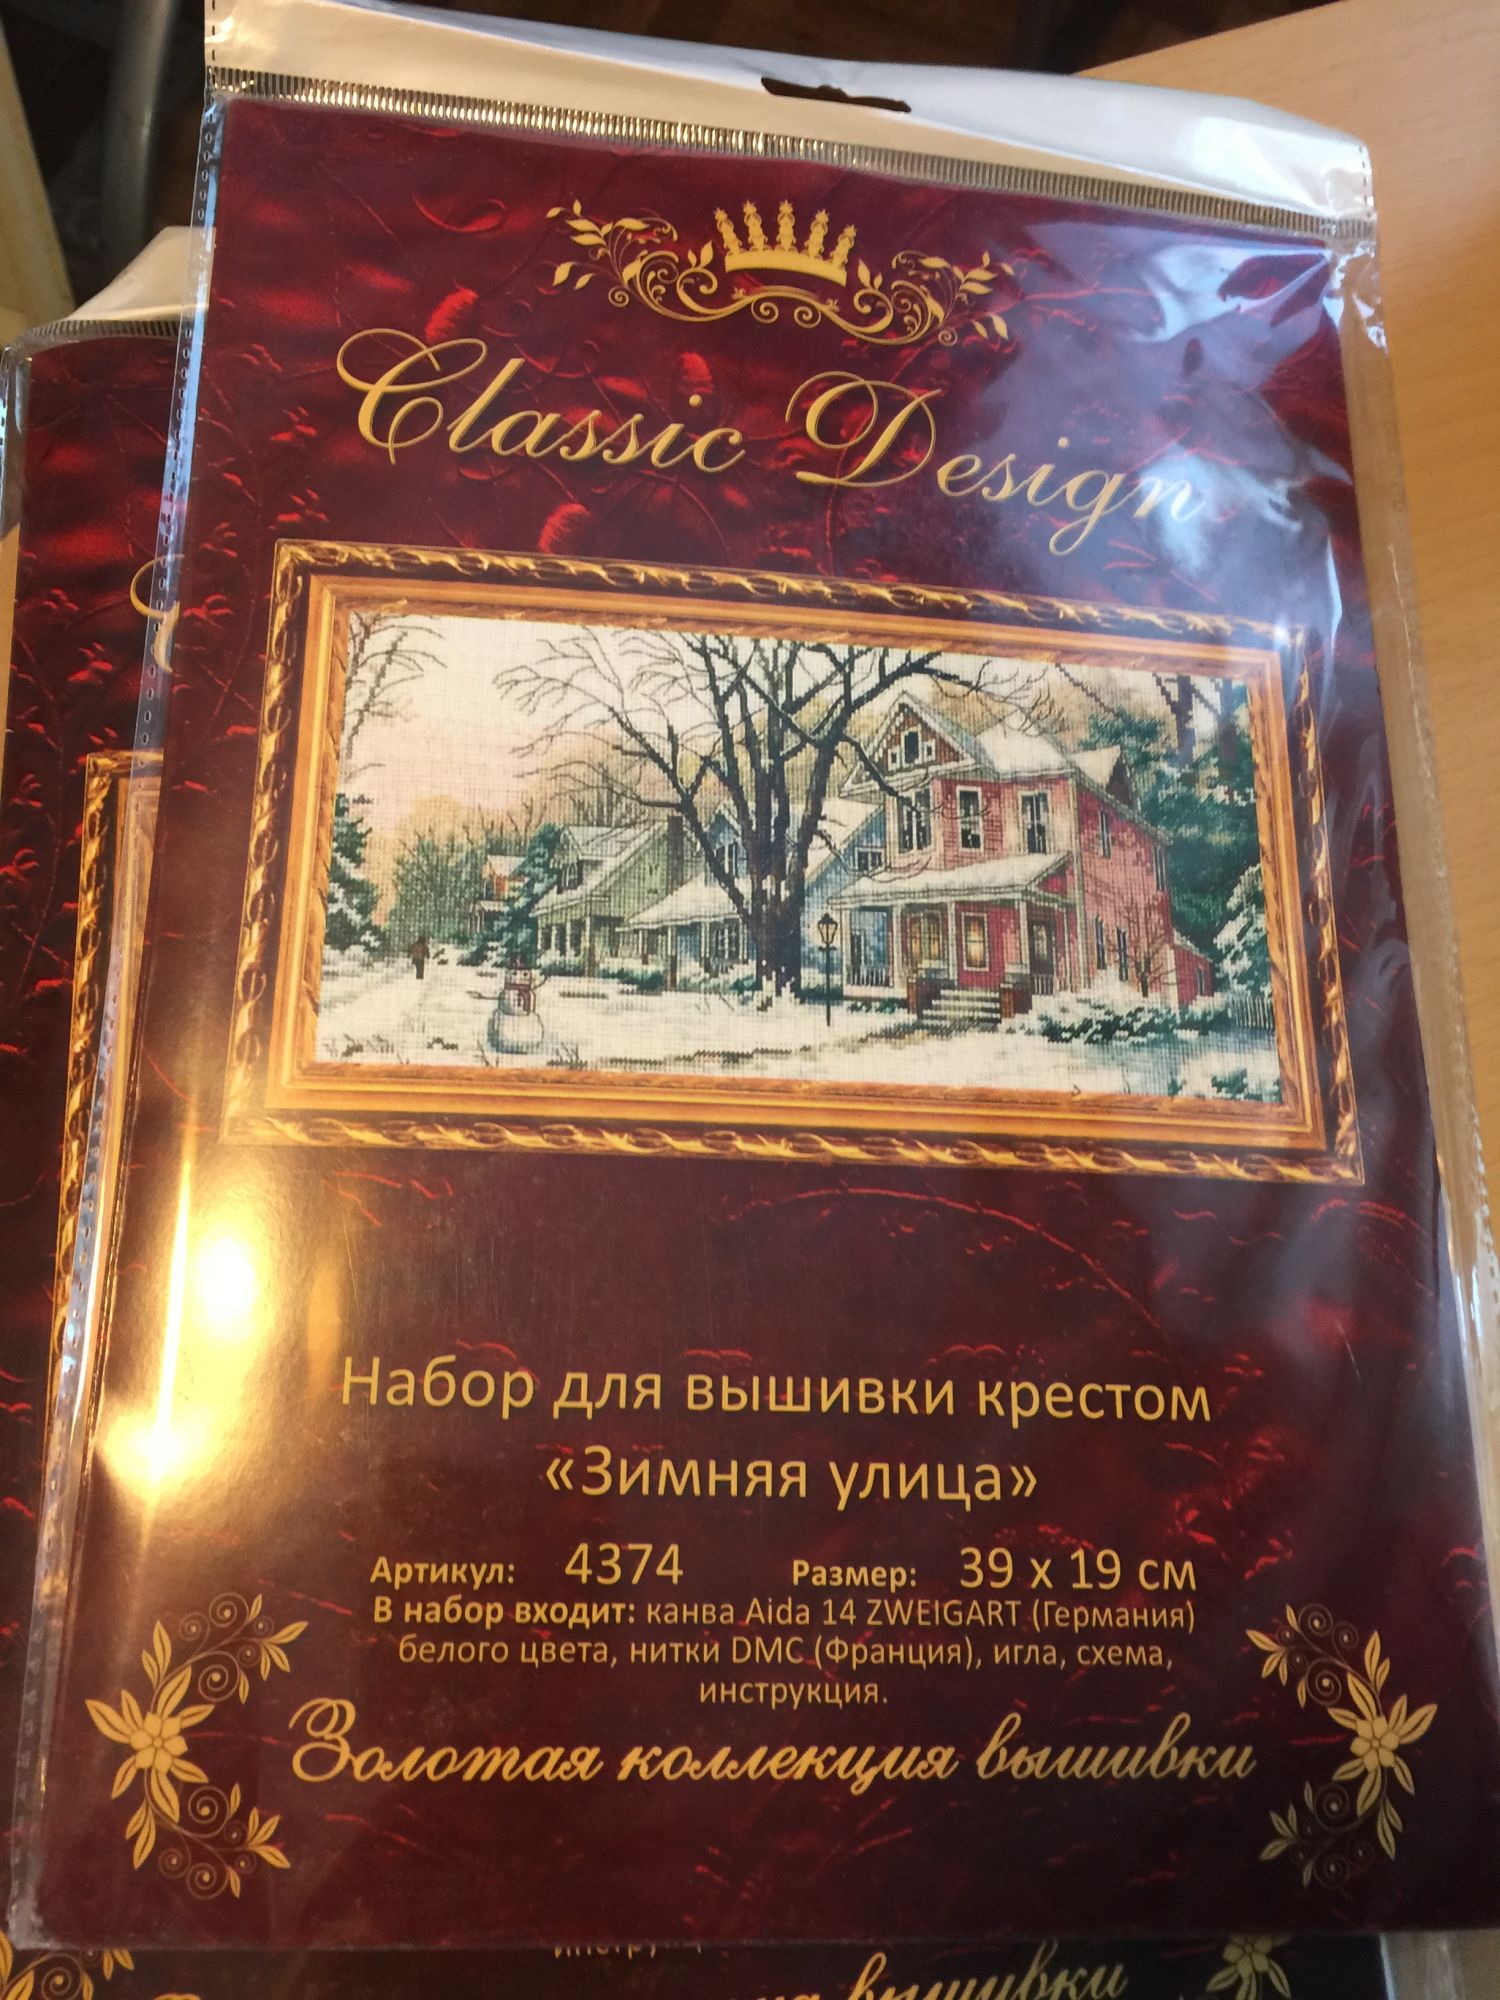 Classic Design
Набор для вышивки крестом
«Зимняя улица»
Артикул: 4374 Размер: 39 х 19 см
В набор входит: канва Aida 14 ZWEIGART (Германия)
белого цвета, нитки DMC (Франция), игла, схема,
инструкция.
Золотая коллекция вышивки
вышивки